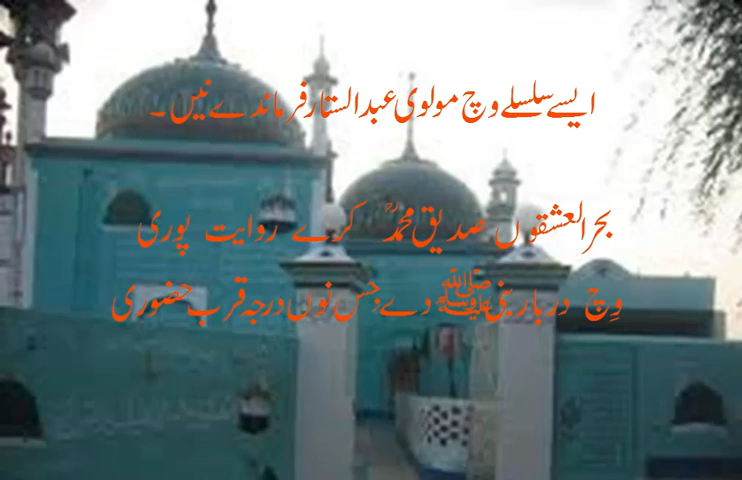 ایسے سلسلے وچ مولوی عبدالستار فرماندے نیں۔
بحرالعشقوں صدیق محمدؒ کرے روایت پوری
وِچ دربار نبی ﷺ دے جس نوں درجہ قرب حضوری